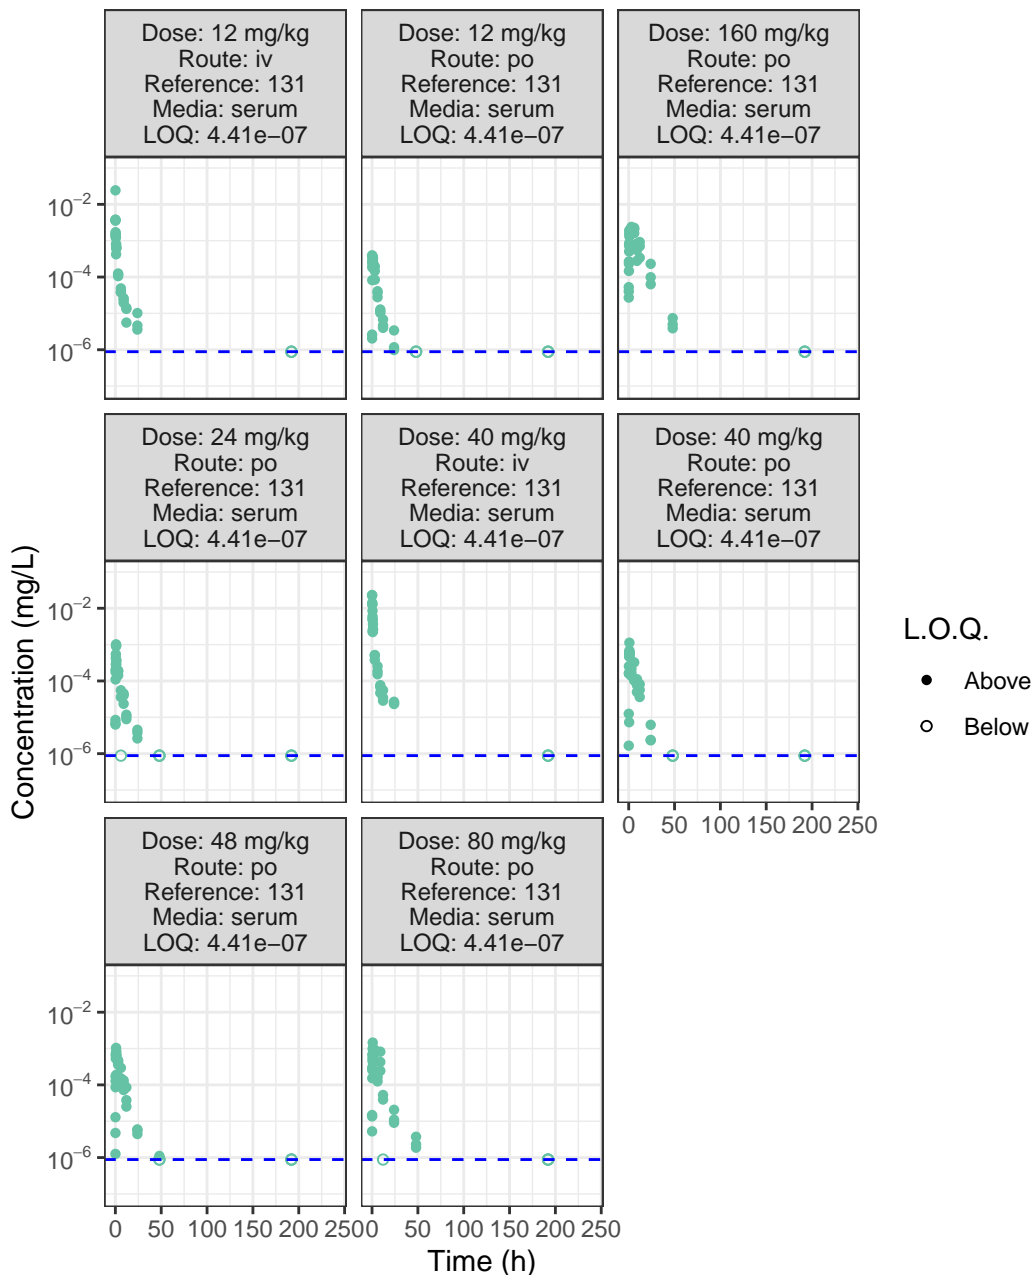 Dose: 12 mg/kg
Route: iv
Reference: 131
Media: serum
LOQ: 4.41e−07
Dose: 12 mg/kg
Route: po
Reference: 131
Media: serum
LOQ: 4.41e−07
Dose: 160 mg/kg
Route: po
Reference: 131
Media: serum
LOQ: 4.41e−07
10⁻²
10⁻⁴
10⁻⁶
Dose: 24 mg/kg
Route: po
Reference: 131
Media: serum
LOQ: 4.41e−07
Dose: 40 mg/kg
Route: iv
Reference: 131
Media: serum
LOQ: 4.41e−07
Dose: 40 mg/kg
Route: po
Reference: 131
Media: serum
LOQ: 4.41e−07
10⁻²
10⁻⁴
10⁻⁶
0 50 100 150 200 250
Dose: 48 mg/kg
Route: po
Reference: 131
Media: serum
LOQ: 4.41e−07
Dose: 80 mg/kg
Route: po
Reference: 131
Media: serum
LOQ: 4.41e−07
10⁻²
10⁻⁴
10⁻⁶
0 50 100 150 200 250
0 50 100 150 200 250
Time (h)
Concentration (mg/L)
L.O.Q.
Above
Below